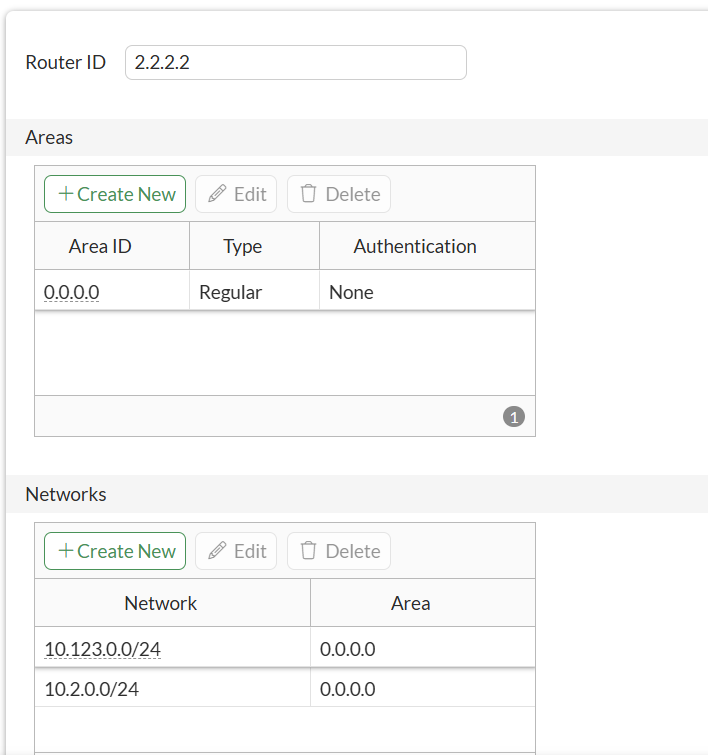 Router ID 2.2.2.2
Areas
+ Create New Edit Delete
Area ID Type Authentication
0.0.0.0 Regular None
1
Networks
+ Create New Edit Delete
Network Area
10.123.0.0/24 0.0.0.0
10.2.0.0/24 0.0.0.0